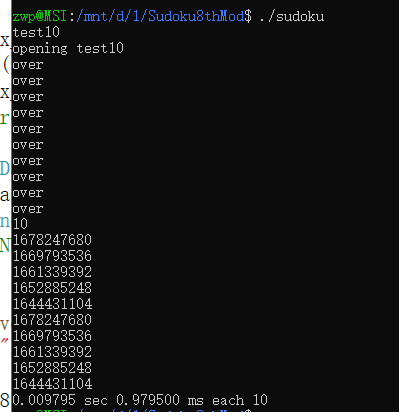 zwp@MSI:/mnt/d/1/Sudoku8thMod$ ./sudoku
test10
opening test10
over
over
over
over
over
over
over
over
over
over
10
1678247680
1669793536
1661339392
1652885248
1644431104
1678247680
1669793536
1661339392
1652885248
1644431104
0.009795 sec 0.979500 ms each 10